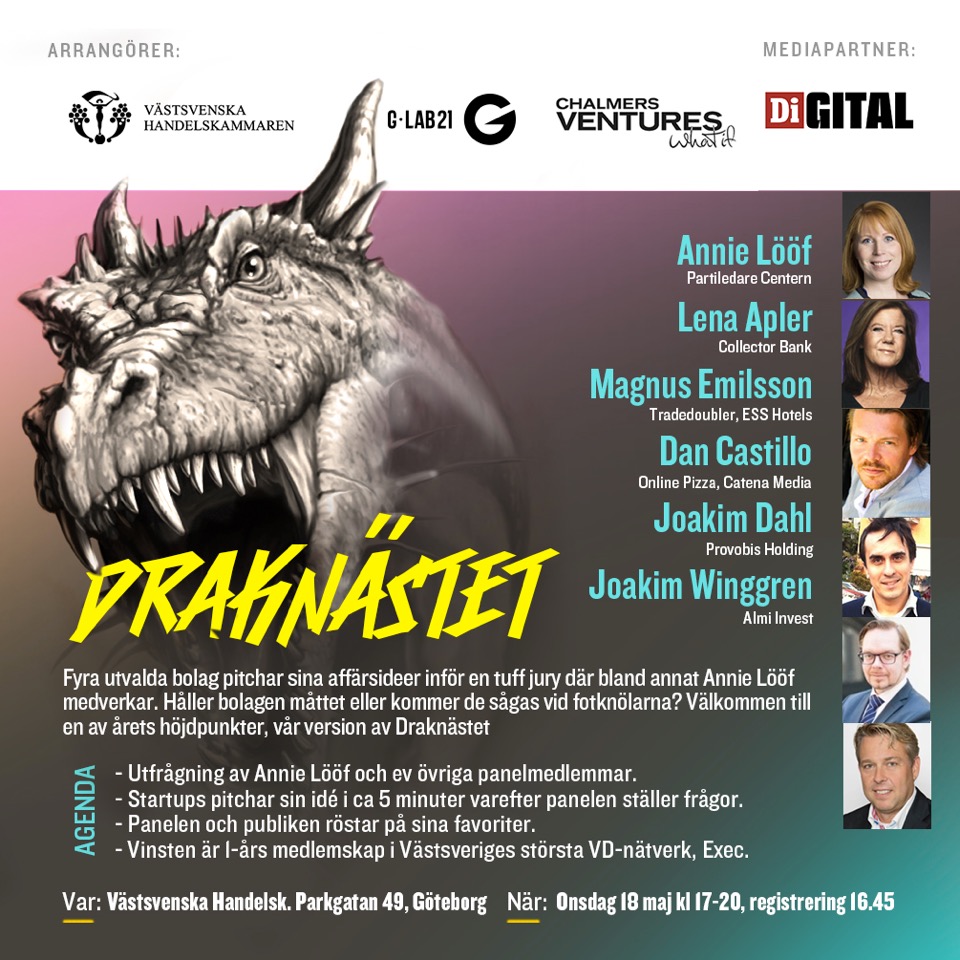 ARRANGÖRER:
MEDIAPARTNER:
VÄSTSVENSKA
HANDELSKAMMAREN
G·LAB21 G
CHALMERS
VENTURES
what if
DiGITAL
Annie Lööf
Partiledare Centern
Lena Apler
Collector Bank
Magnus Emilsson
Tradedoubler, ESS Hotels
Dan Castillo
Online Pizza, Catena Media
Joakim Dahl
Provobis Holding
Joakim Winggren
Almi Invest
DRAKNÄSTET
Fyra utvalda bolag pitchar sina affärsideer inför en tuff jury där bland annat Annie Lööf
medverkar. Håller bolagen måttet eller kommer de sågas vid fotknölarna? Välkommen till
en av årets höjdpunkter, vår version av Draknästet
AGENDA
- Utfrågning av Annie Lööf och ev övriga panelmedlemmar.
- Startups pitchar sin idé i ca 5 minuter varefter panelen ställer frågor.
- Panelen och publiken röstar på sina favoriter.
- Vinsten är 1-års medlemskap i Västsveriges största VD-nätverk, Exec.
Var: Västsvenska Handelsk. Parkgatan 49, Göteborg När: Onsdag 18 maj kl 17-20, registrering 16.45